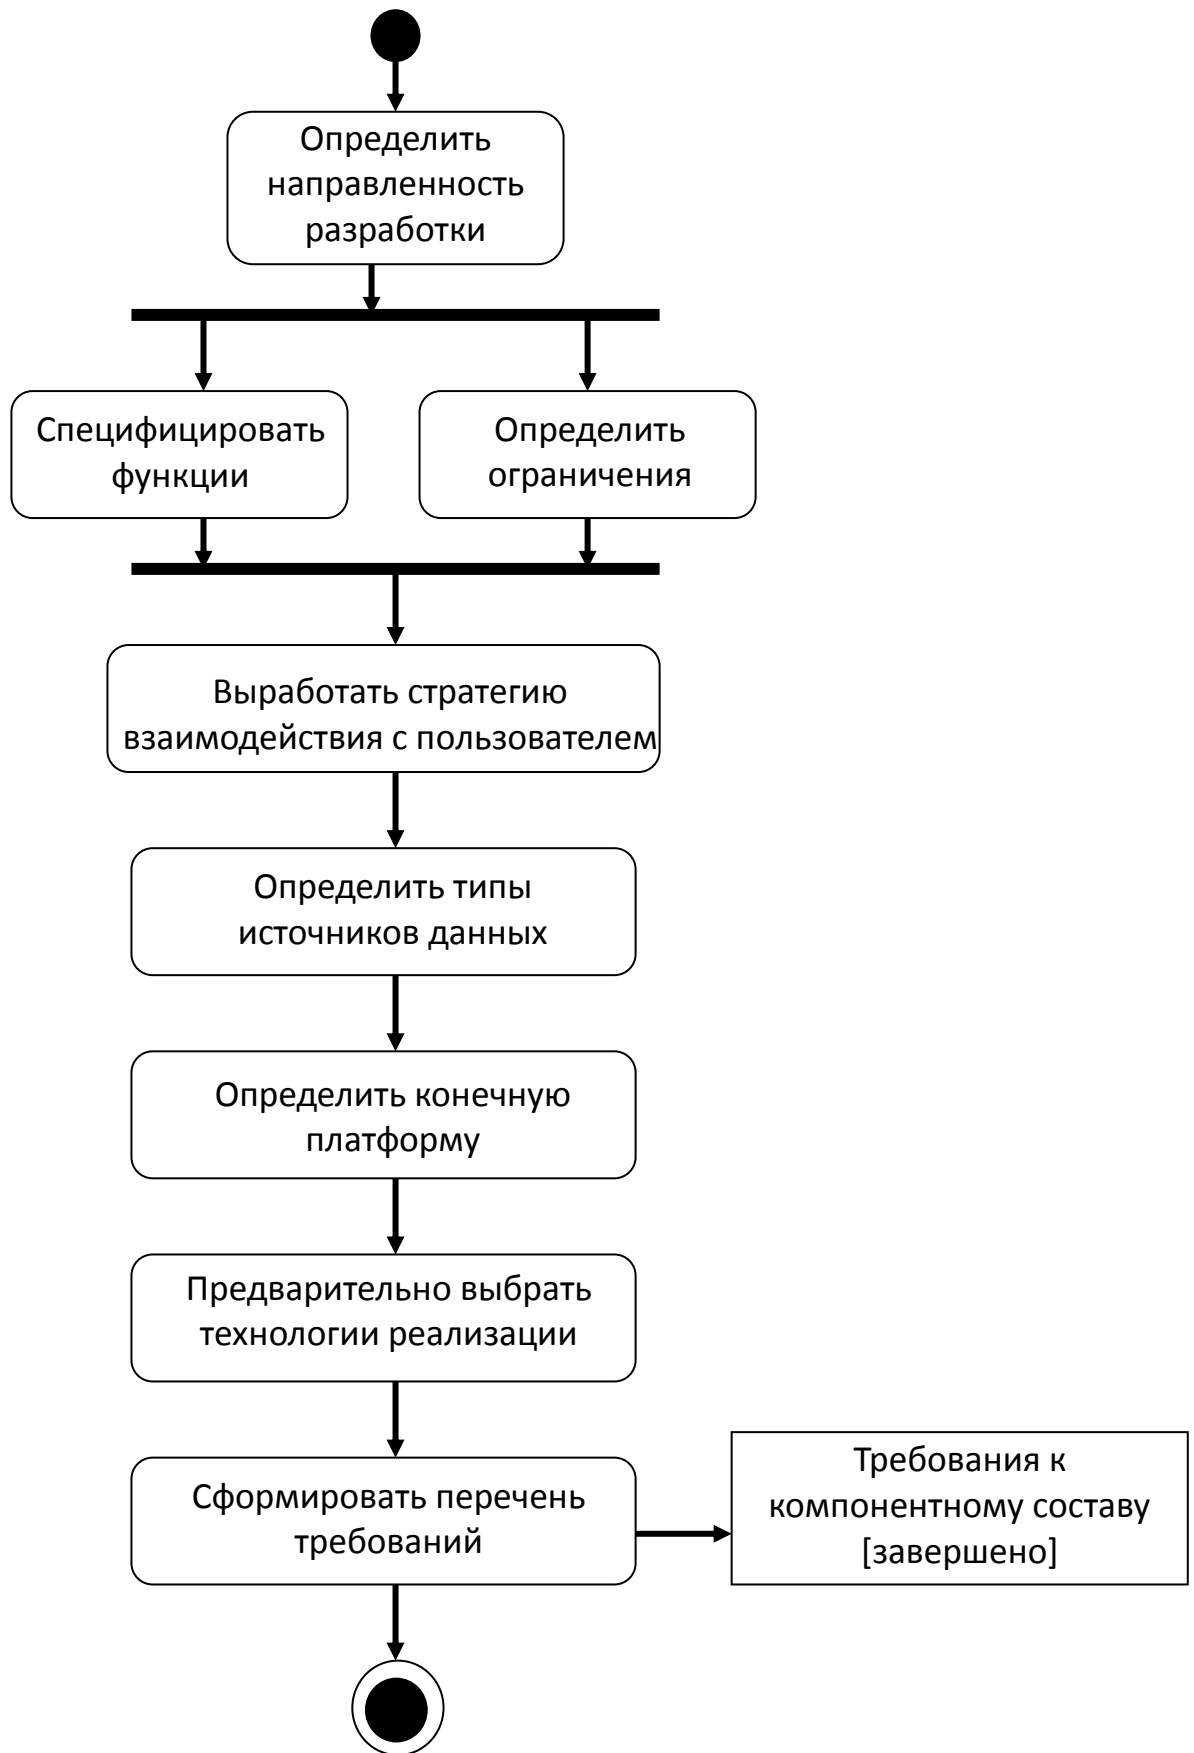 Определить
направленность
разработки
Специфицировать
функции
Определить
ограничения
Выработать стратегию
взаимодействия с пользователем
Определить типы
источников данных
Определить конечную
платформу
Предварительно выбрать
технологии реализации
Сформировать перечень
требований
Требования к
компонентному составу
[завершено]